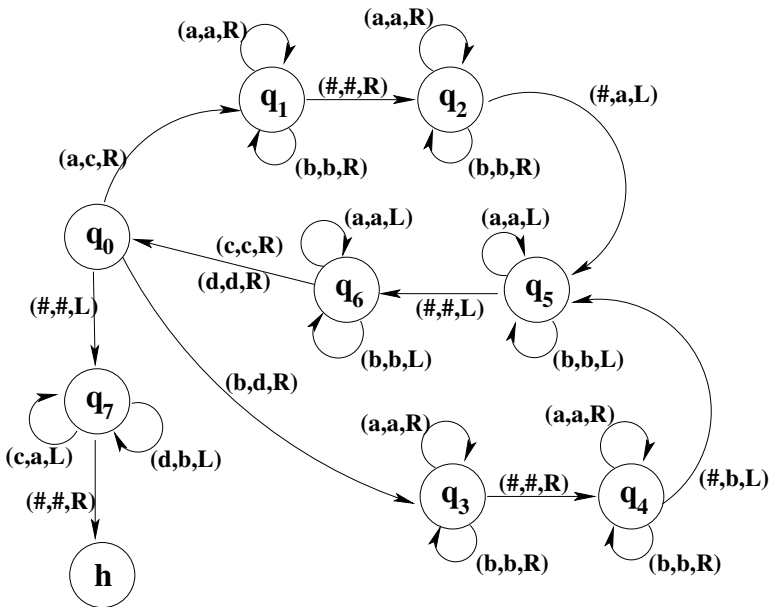 (a,a,R)
(a,a,R)
q1
(#,#,R)
q2
(#,a,L)
(a,c,R)
(b,b,R)
(b,b,R)
(a,a,L)
(a,a,L)
q0
(c,c,R)
(d,d,R)
q6
(#,#,L)
q5
(#,#,L)
(b,b,L)
(b,b,L)
(b,d,R)
q7
(a,a,R)
(a,a,R)
(c,a,L)
(d,b,L)
(#,#,R)
q3
(#,#,R)
q4
(#,b,L)
(b,b,R)
(b,b,R)
h